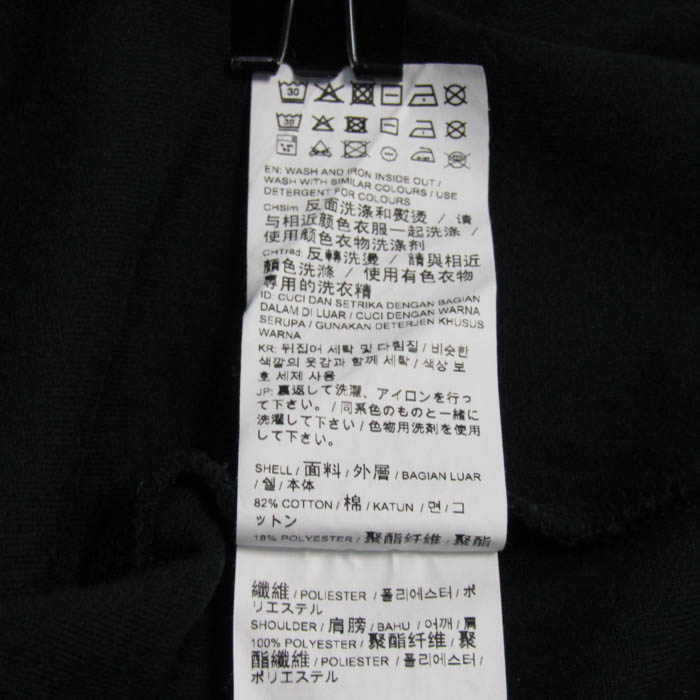 30
30
EN: WASH AND IRON INSIDE OUT /
WASH WITH SIMILAR COLOURS / USE
DETERGENT FOR COLOURS
CHSim: 反面洗涤和熨烫 / 请
与相近颜色衣服一起洗涤 /
使用颜色衣物洗涤剂
CHTrad: 反轉洗燙 / 請與相近
顏色洗滌 / 使用有色衣物
專用的洗衣精
ID: CUCI DAN SETRIKA DENGAN BAGIAN
DALAM DI LUAR / CUCI DENGAN WARNA
SERUPA / GUNAKAN DETERJEN KHUSUS
WARNA
KR: 뒤집어 세탁 및 다림질 / 비슷한
색깔의 옷감과 함께 세탁 / 색상 보
호 세제 사용
JP: 裏返して洗濯、アイロンを行っ
て下さい。/ 同系色のものと一緒に
洗濯して下さい / 色物用洗剤を使用
して下さい。
SHELL / 面料 / 外層 / BAGIAN LUAR
/ 쉘 / 本体
82% COTTON / 棉 / KATUN / 면 / コ
ットン
18% POLYESTER / 聚酯纤维 / 聚酯
纖維 / POLIESTER / 폴리에스터 / ポ
リエステル
SHOULDER / 肩膀 / BAHU / 어깨 / 肩
100% POLYESTER / 聚酯纤维 / 聚
酯纖維 / POLIESTER / 폴리에스터
/ ポリエステル